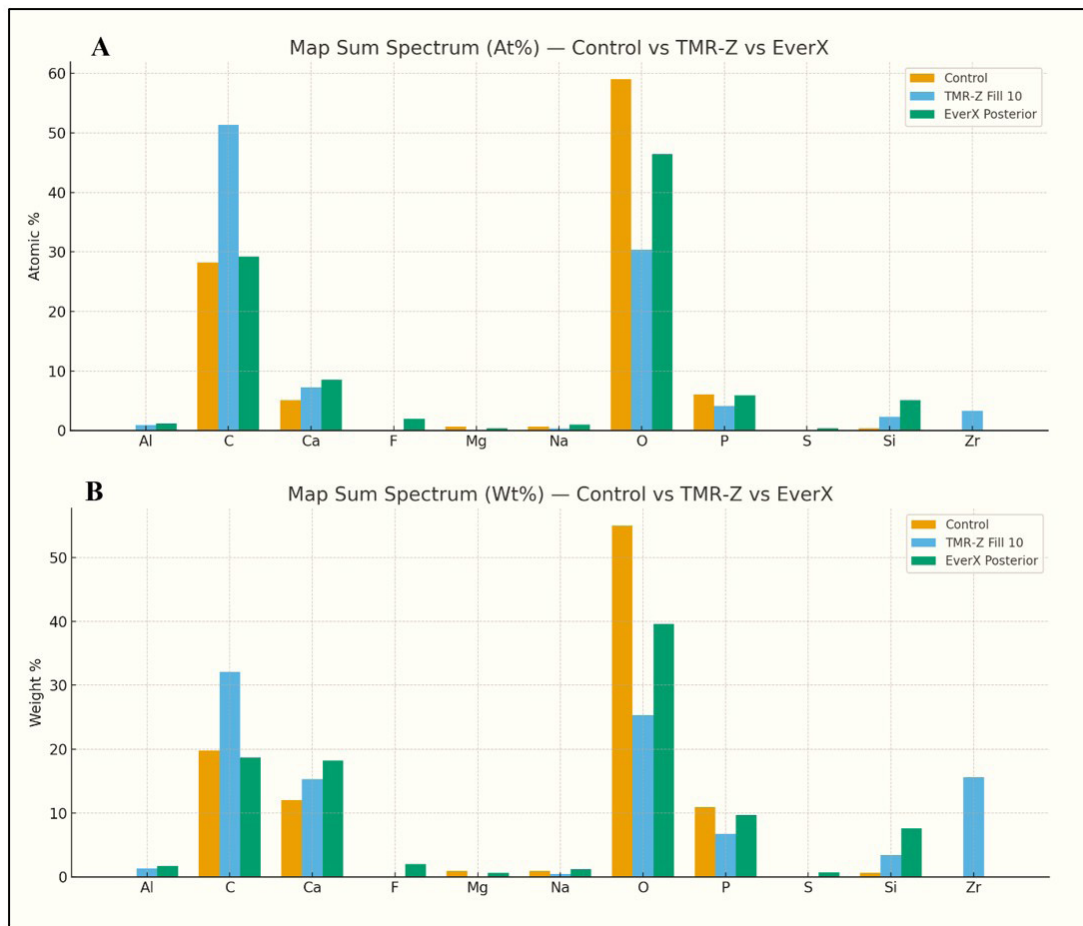 A
Map Sum Spectrum (At%) — Control vs TMR-Z vs EverX
Control
TMR-Z Fill 10
EverX Posterior
Atomic %
60
50
40
30
20
10
0
Al C Ca F Mg Na O P S Si Zr
B
Map Sum Spectrum (Wt%) — Control vs TMR-Z vs EverX
Control
TMR-Z Fill 10
EverX Posterior
Weight %
50
40
30
20
10
0
Al C Ca F Mg Na O P S Si Zr